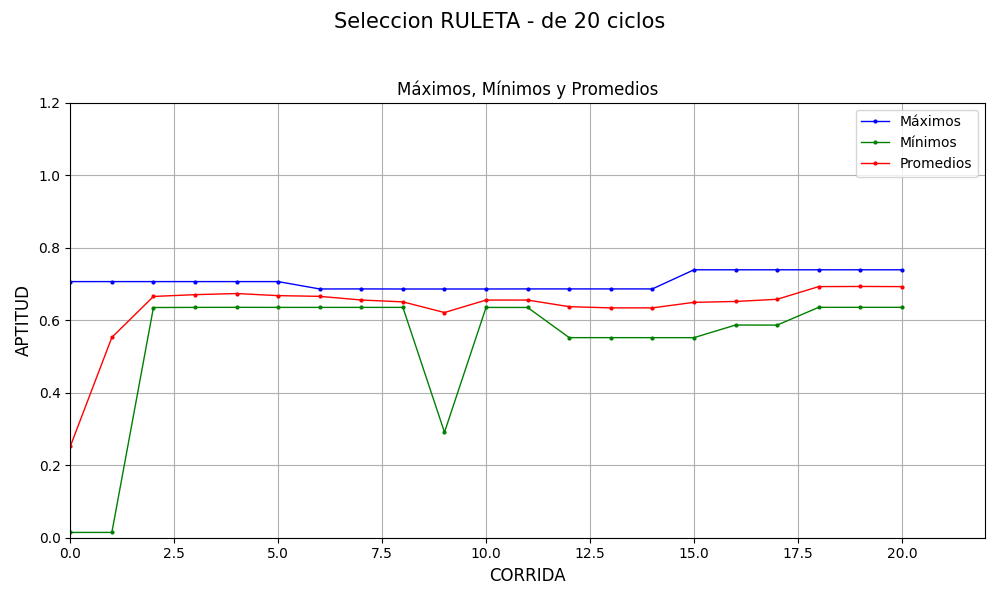 Seleccion RULETA - de 20 ciclos
Máximos, Mínimos y Promedios
1.2
1.0
0.8
0.6
0.4
0.2
0.0
APTITUD
Máximos
Mínimos
Promedios
0.0 2.5 5.0 7.5 10.0 12.5 15.0 17.5 20.0
CORRIDA